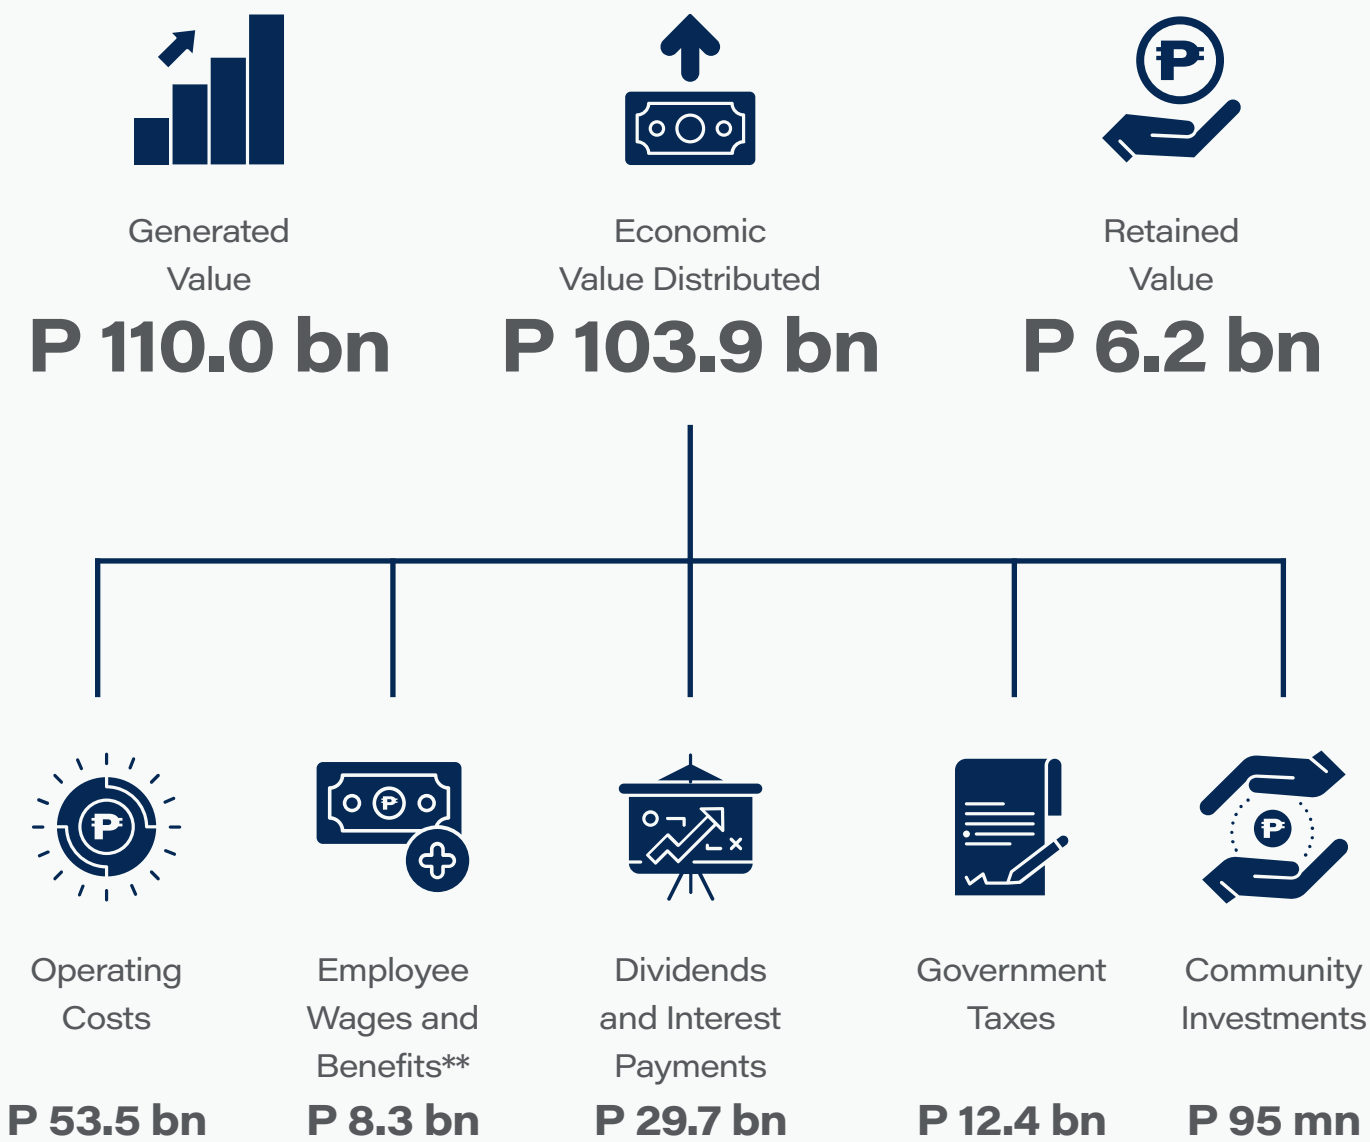 Generated
Value
P 110.0 bn
Economic
Value Distributed
P 103.9 bn
Retained
Value
P 6.2 bn
Operating
Costs
P 53.5 bn
Employee
Wages and
Benefits**
P 8.3 bn
Dividends
and Interest
Payments
P 29.7 bn
Government
Taxes
P 12.4 bn
Community
Investments
P 95 mn